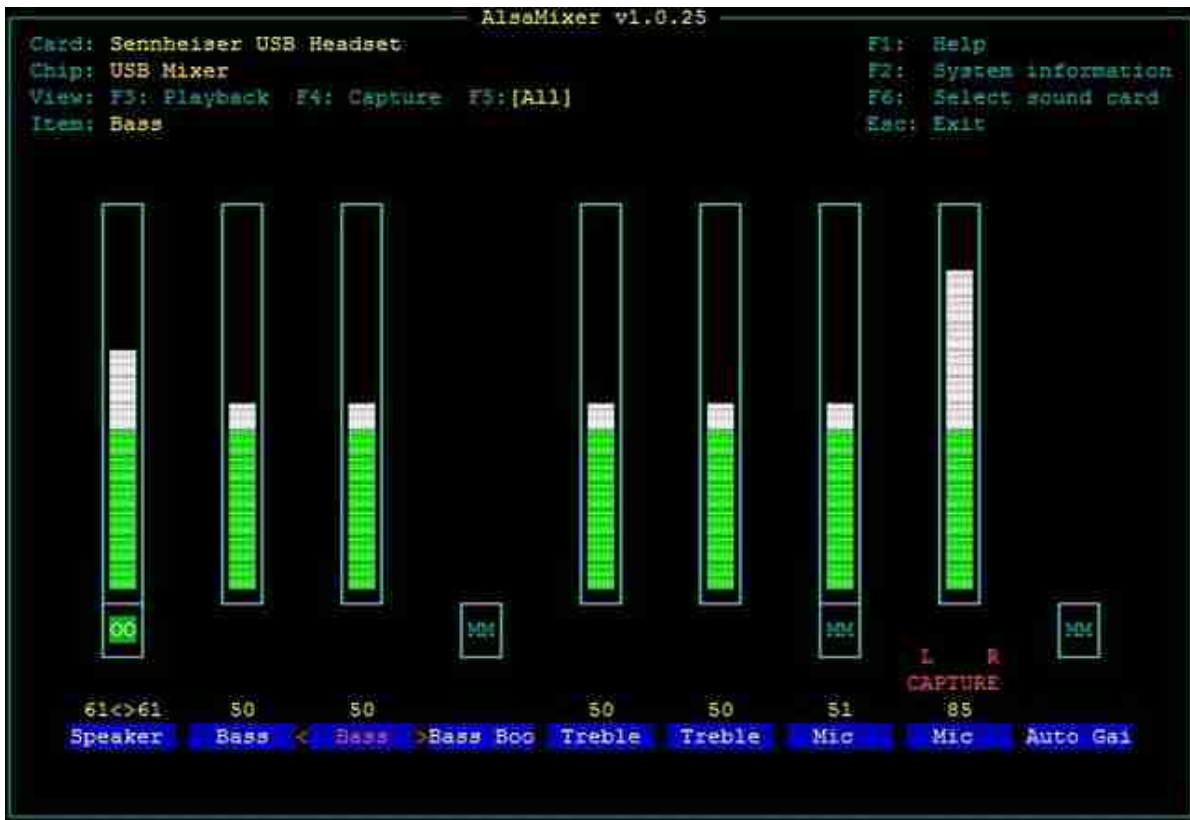 AlsaMixer v1.0.25
Card: Sennheiser USB Headset F1: Help
Chip: USB Mixer F2: System information
View: F3: Playback F4: Capture F5:[All] F6: Select sound card
Item: Bass Esc: Exit
OO MM MM MM
L R
CAPTURE
61<>61 50 50 50 50 51 85
Speaker Bass < Bass >Bass Boo Treble Treble Mic Mic Auto Gai